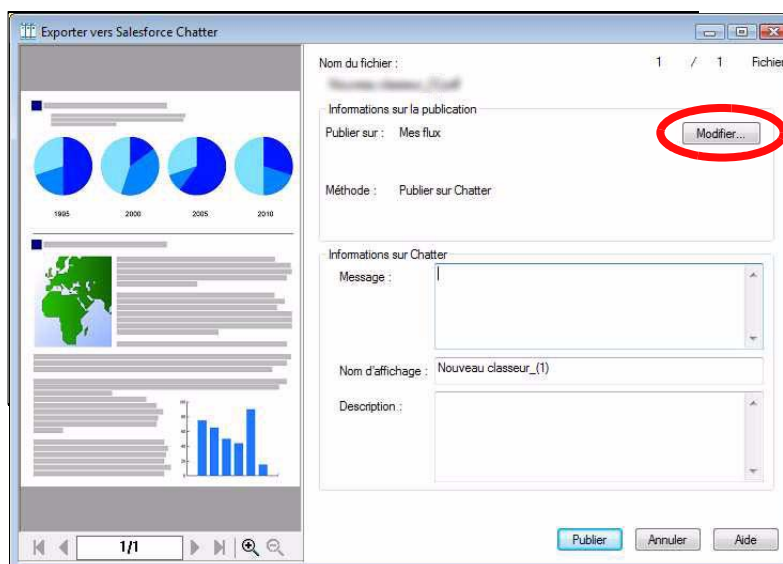 Exporter vers Salesforce Chatter
Nom du fichier :
1 / 1 Fichier
Informations sur la publication
Publier sur : Mes flux
Modifier...
Méthode : Publier sur Chatter
Informations sur Chatter
Message :
Nom d'affichage : Nouveau classeur_(1)
Description :
1995 2000 2005 2010
1/1
Publier Annuler Aide